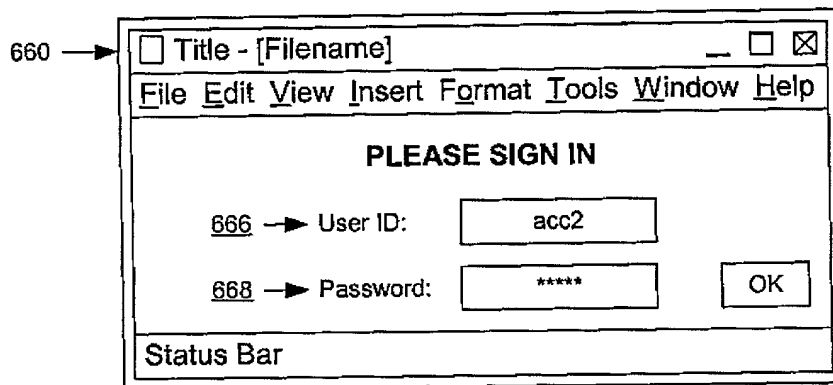 660 Title - [Filename]
File Edit View Insert Format Tools Window Help
PLEASE SIGN IN
666 User ID: acc2
668 Password: ***** OK
Status Bar